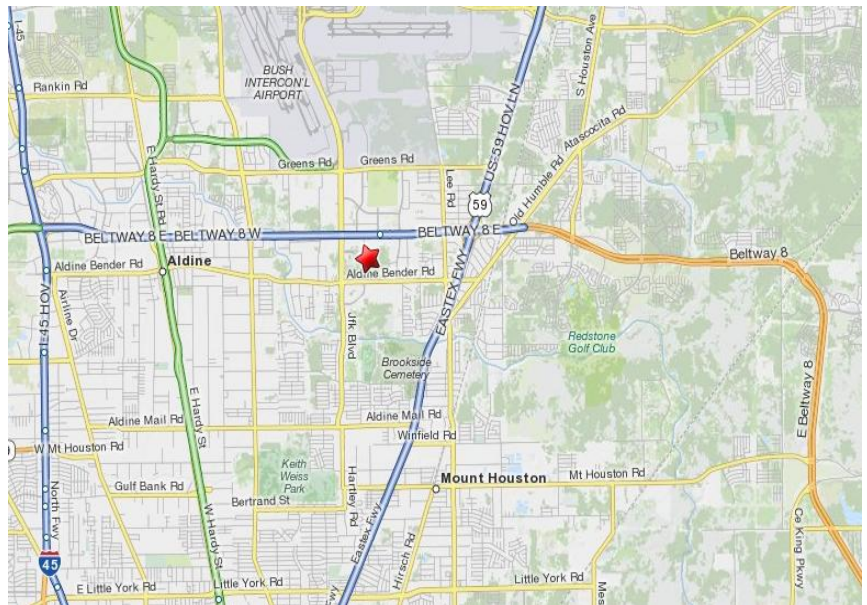 I-45
Rankin Rd
BUSH
INTERCON'L
AIRPORT
US-59 HOV LN
S Houston Ave
Atascocita Rd
Old Humble Rd
Greens Rd
Greens Rd
Lee Rd
E Hardy St Rd
59
BELTWAY 8 E-BELTWAY 8 W
BELTWAY 8 E
Beltway 8
Aldine Bender Rd
Aldine
Aldine Bender Rd
EASTEX FWY
I-45 HOV
Airline Dr
Jfk Blvd
Redstone
Golf Club
Brookside
Cemetery
E Hardy St
E Beltway 8
Aldine Mail Rd
Aldine Mail Rd
Winfield Rd
W Mt Houston Rd
Keith
Weiss
Park
Hartley Rd
Mount Houston
Mt Houston Rd
Gulf Bank Rd
Bertrand St
North Fwy
W Hardy St
Eastex Fwy
Hirsch Rd
Ce King Pkwy
45
E Little York Rd
Little York Rd
Little York Rd
Fwy
Mes